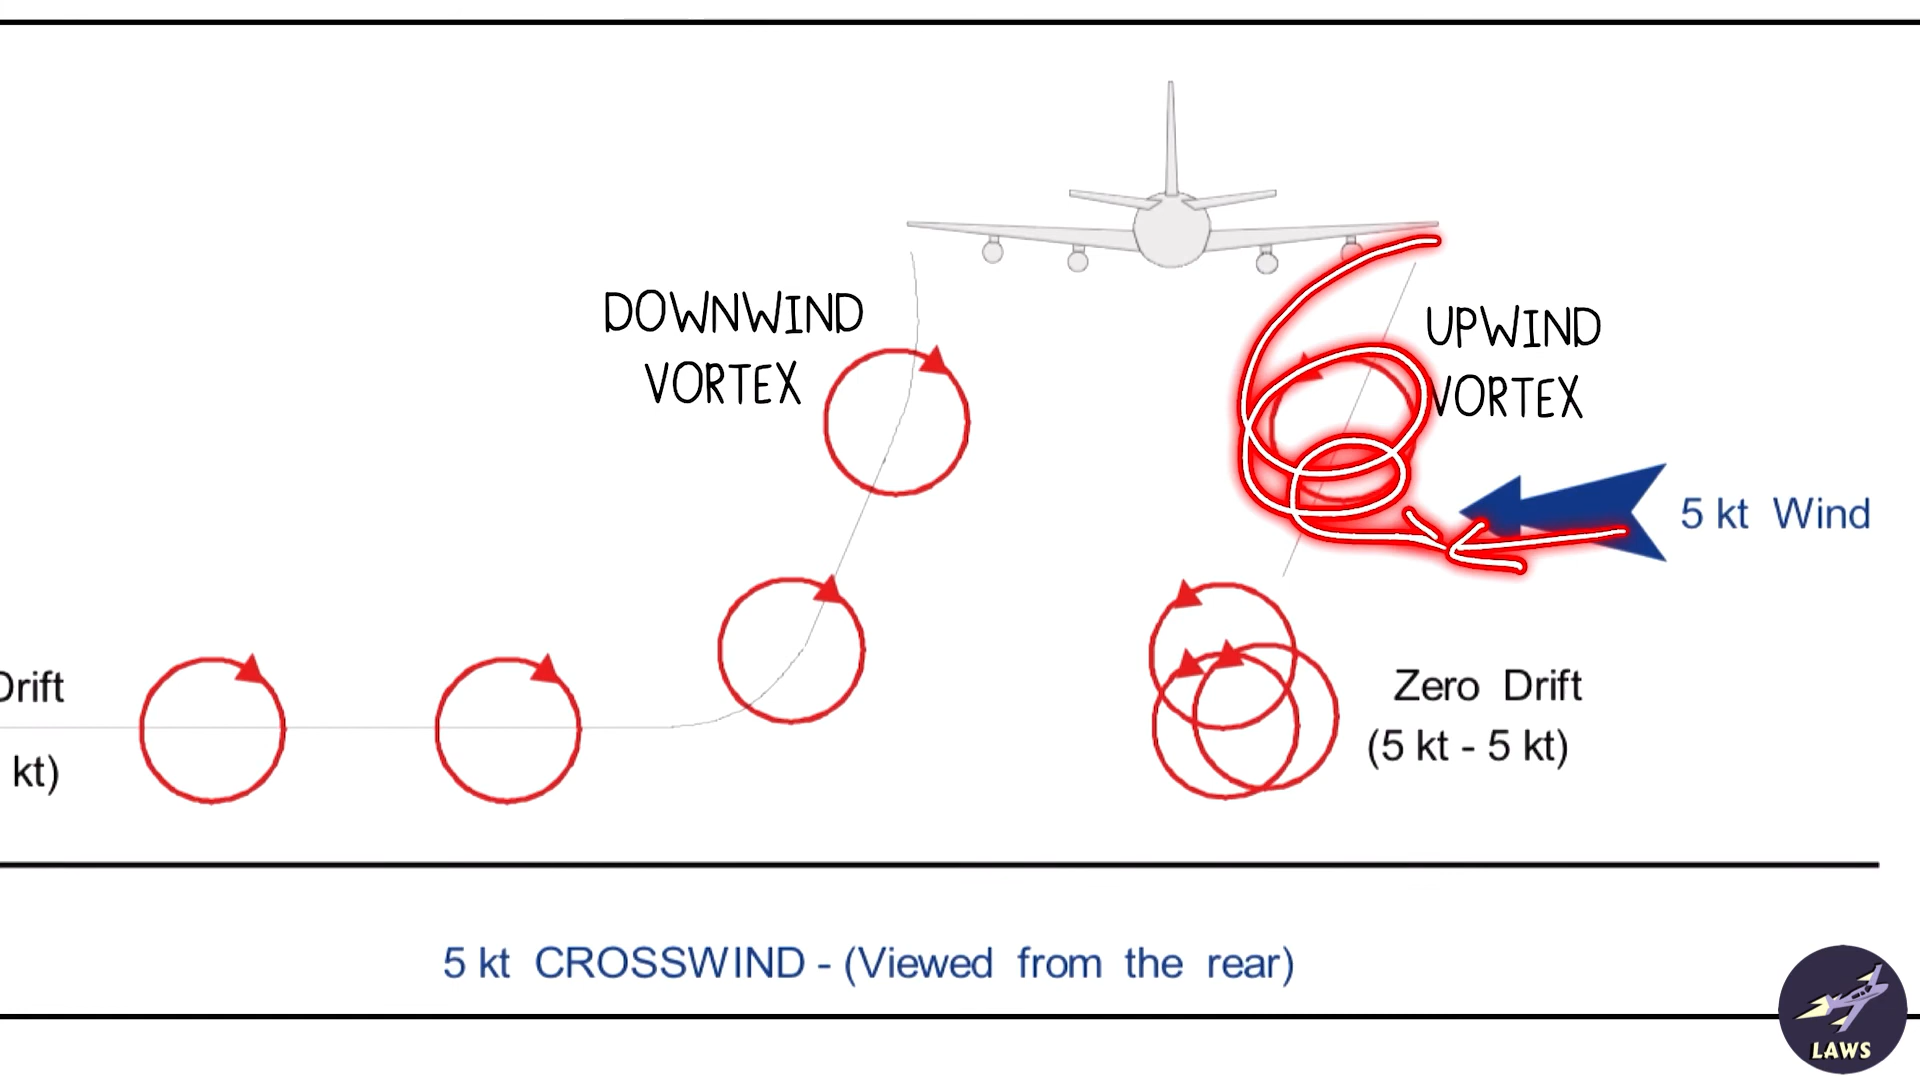 DOWNWIND
VORTEX
UPWIND
VORTEX
5 kt Wind
Drift
kt)
Zero Drift
(5 kt - 5 kt)
5 kt CROSSWIND - (Viewed from the rear)
LAWS